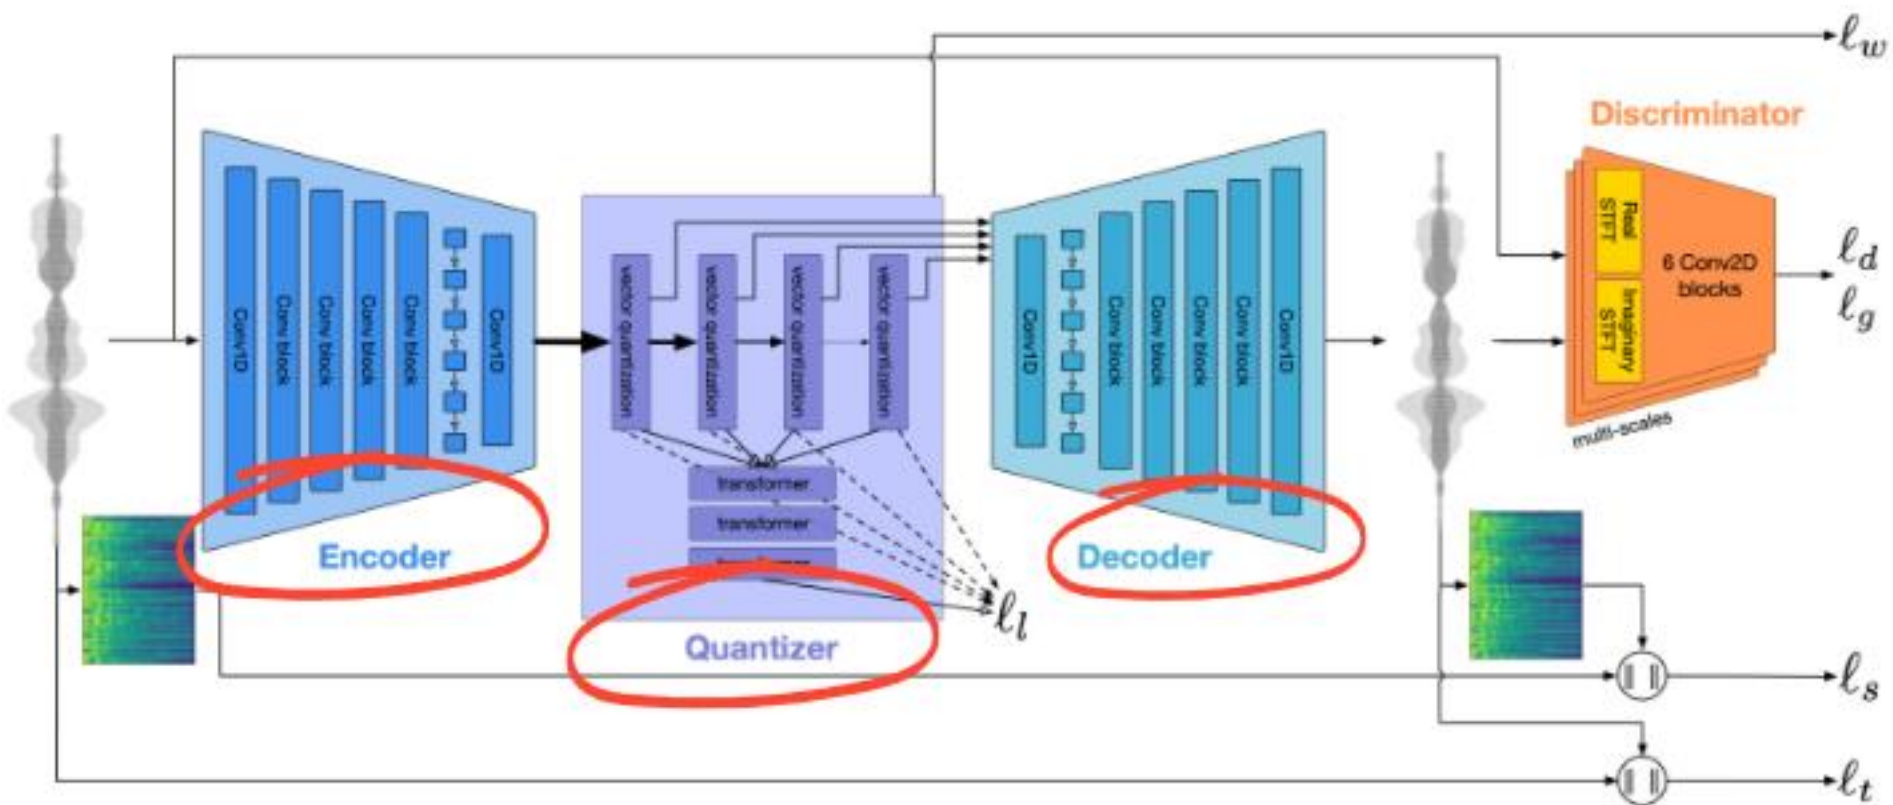 ℓw
Discriminator
Real STFT
Imaginary STFT
6 Conv2D
blocks
multi-scales
ℓd
ℓg
Conv1D
Conv block
Conv block
Conv block
Conv block
Conv1D
Encoder
vector quantization
vector quantization
vector quantization
vector quantization
transformer
transformer
Quantizer
ℓl
Conv1D
Conv block
Conv block
Conv block
Conv block
Conv1D
Decoder
ℓs
ℓt